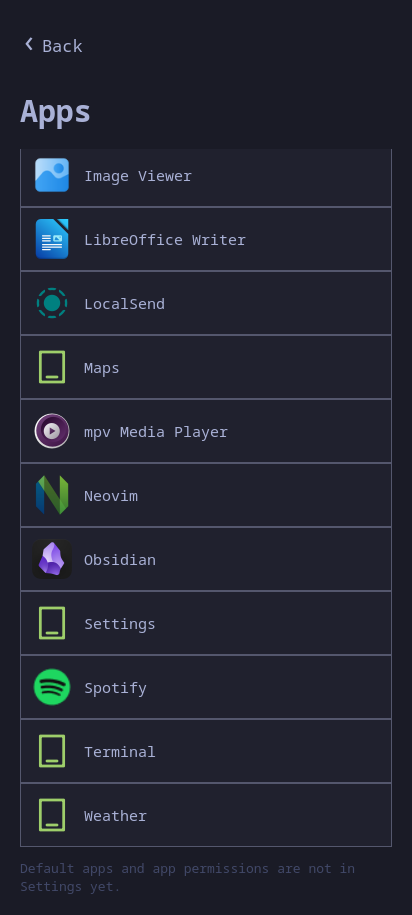 Back
Apps
Image Viewer
LibreOffice Writer
LocalSend
Maps
mpv Media Player
Neovim
Obsidian
Settings
Spotify
Terminal
Weather
Default apps and app permissions are not in
Settings yet.